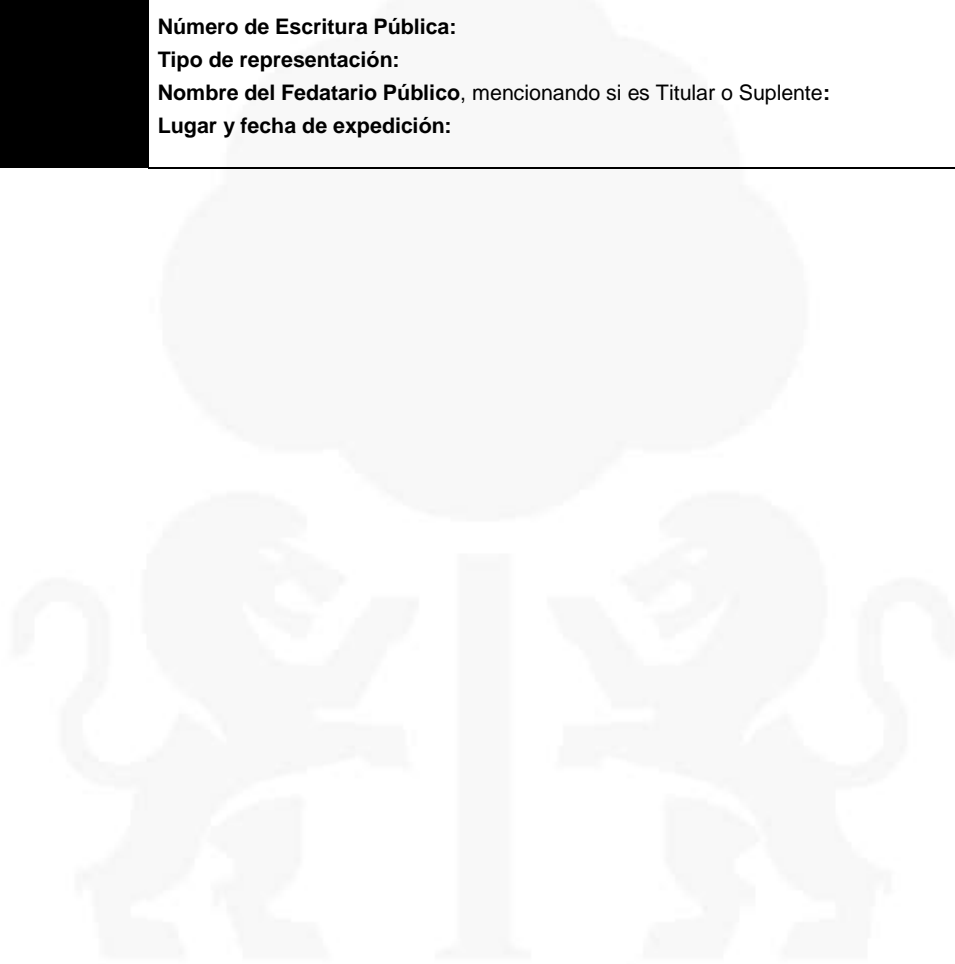 Número de Escritura Pública:
Tipo de representación:
Nombre del Fedatario Público, mencionando si es Titular o Suplente:
Lugar y fecha de expedición: